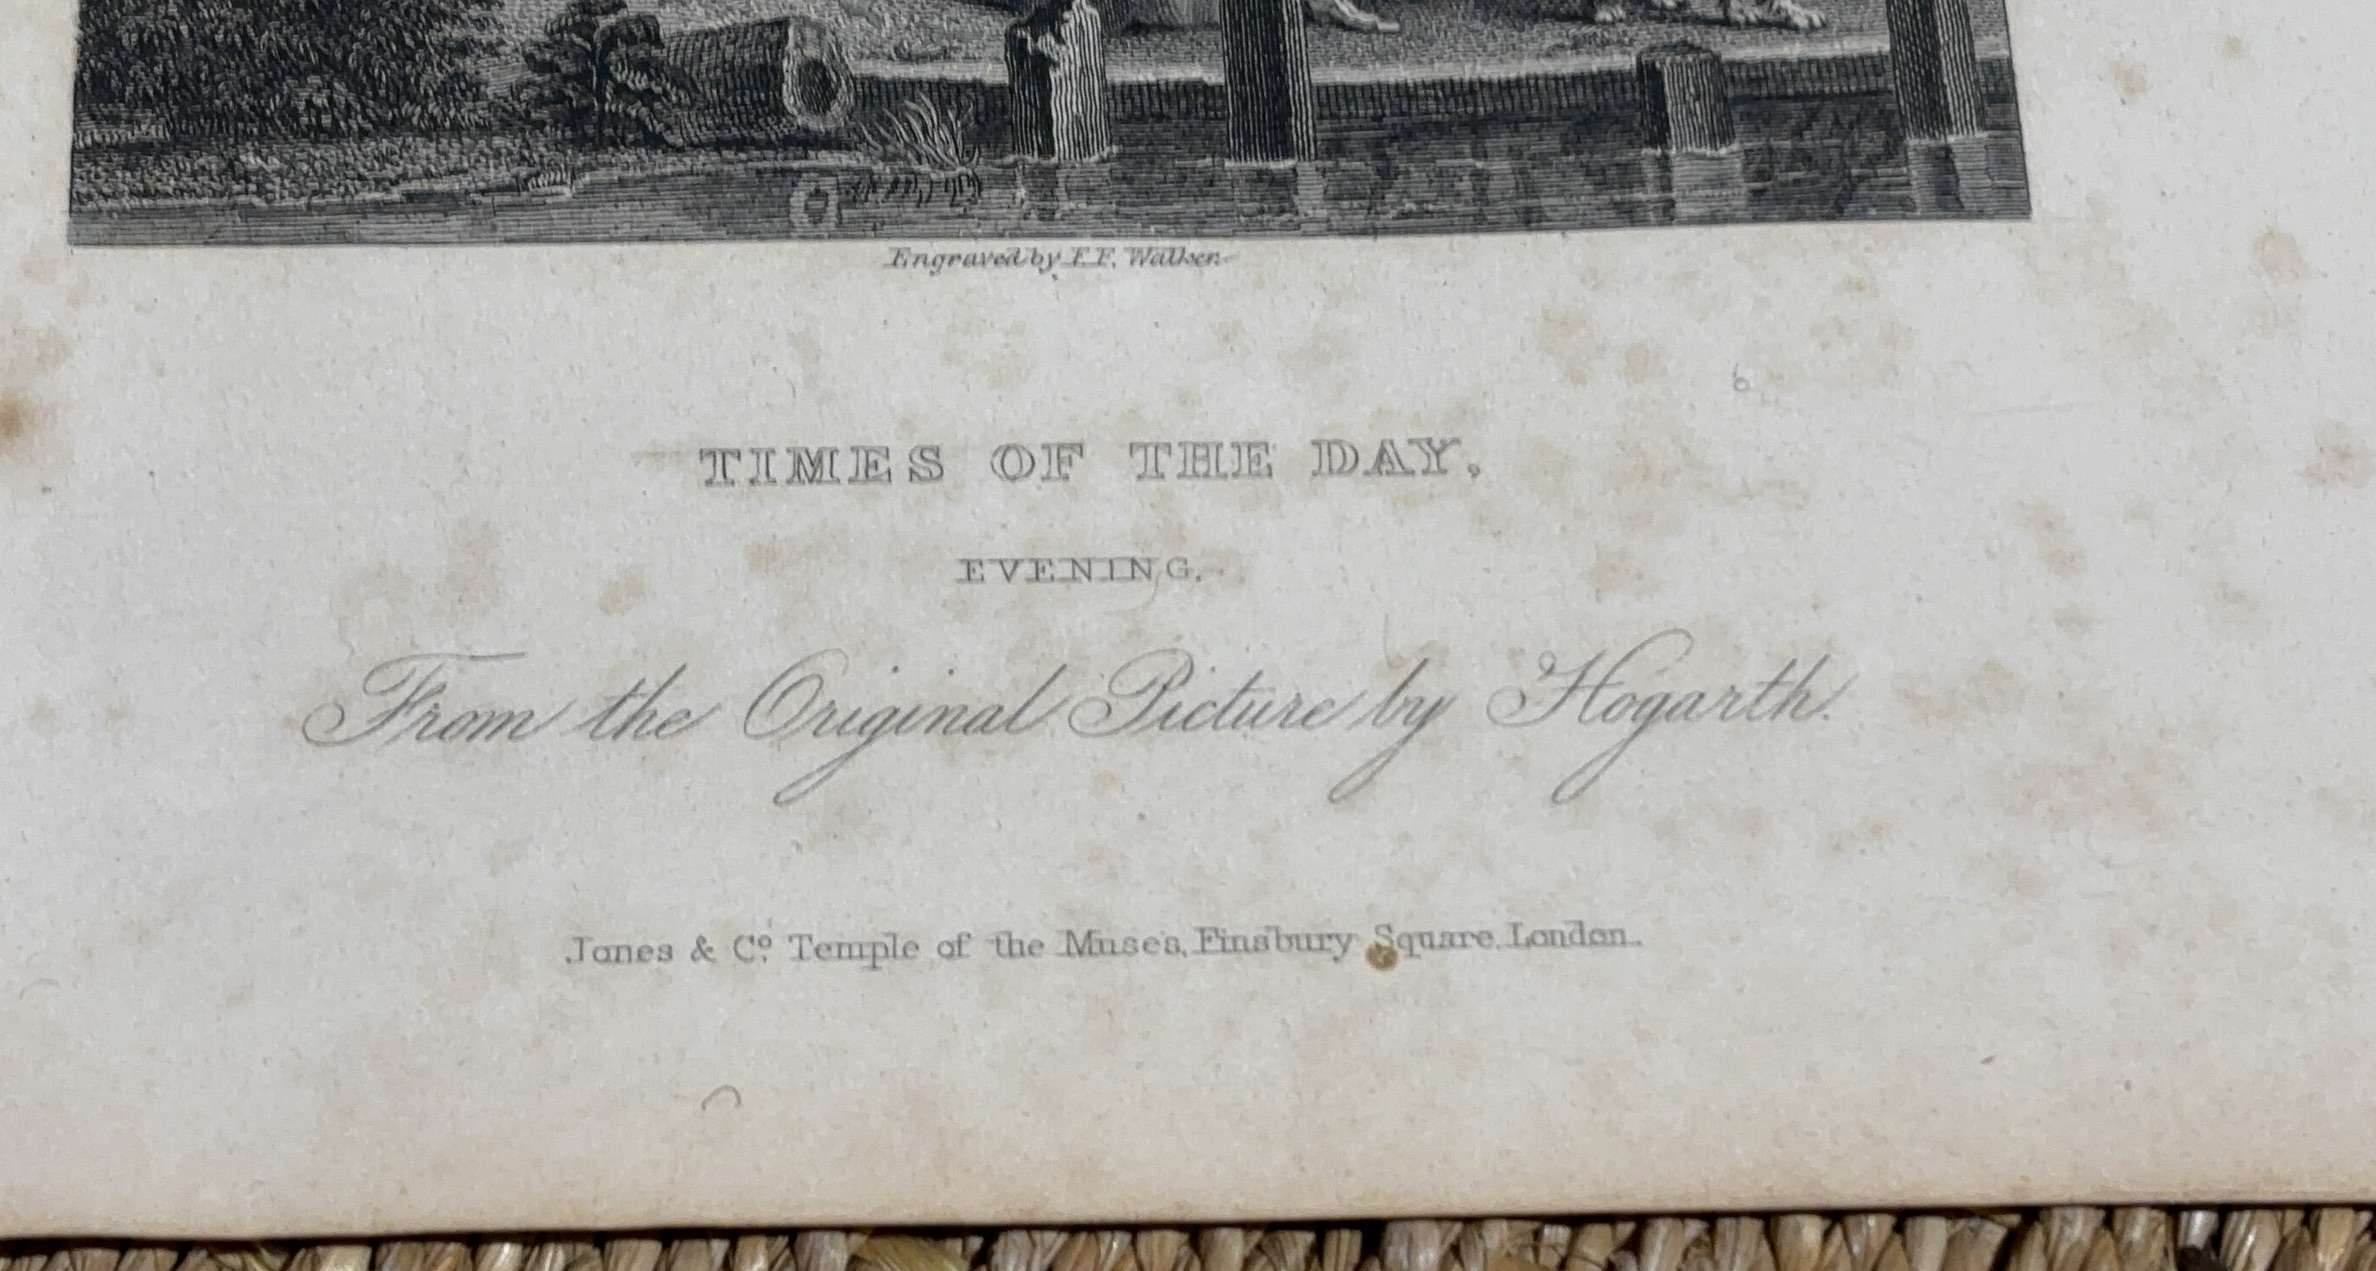 Engraved by F. F. Walker.
6
TIMES OF THE DAY,
EVENING.
From the Original Picture by Hogarth.
Jones & Co. Temple of the Muses, Finsbury Square, London.